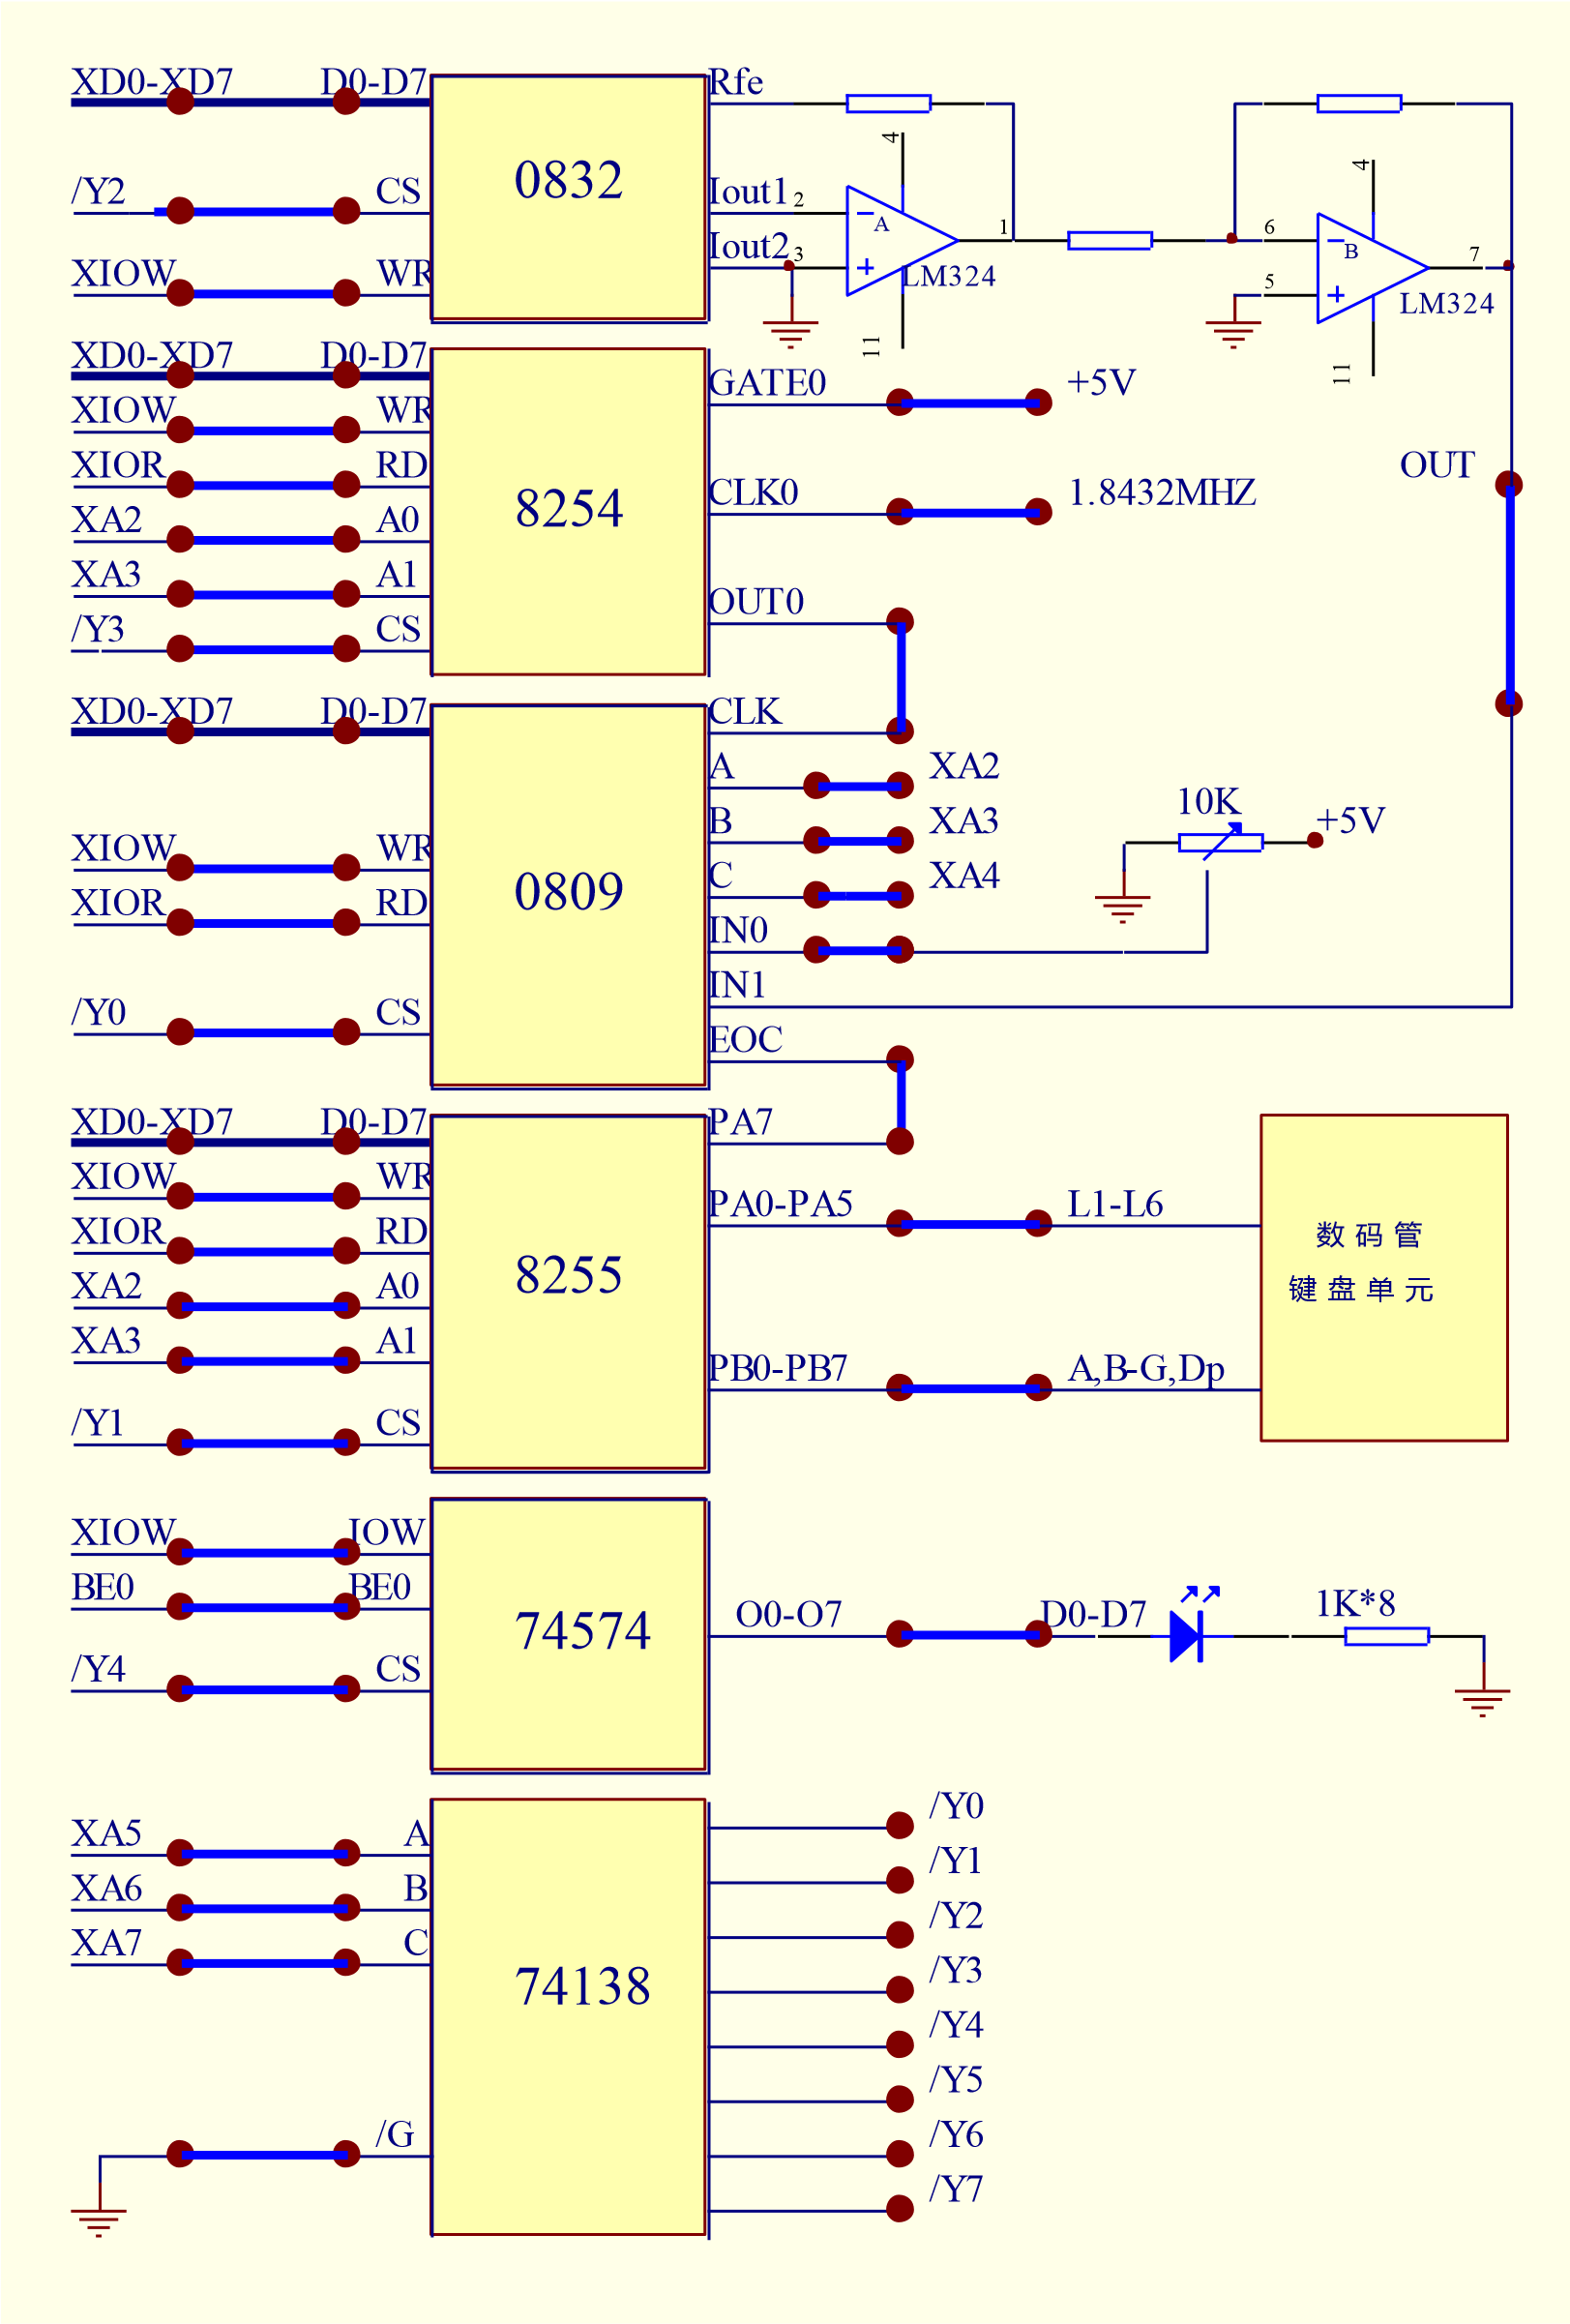 XD0-XD7 D0-D7 Rfe
0832
/Y2 CS Iout1 2 A 4 1
Iout2 3 LM324 11
XIOW WR
6 B 4 7
5 LM324 11
XD0-XD7 D0-D7
GATE0 +5V
XIOW WR
XIOR RD OUT
8254 CLK0 1.8432MHZ
XA2 A0
XA3 A1
OUT0
/Y3 CS
XD0-XD7 D0-D7 CLK
A XA2
10K
B XA3 +5V
XIOW WR
C XA4
0809
XIOR RD
IN0
IN1
/Y0 CS
EOC
XD0-XD7 D0-D7 PA7
XIOW WR
PA0-PA5 L1-L6
XIOR RD
数码管
8255
XA2 A0
键盘单元
XA3 A1
PB0-PB7 A,B-G,Dp
/Y1 CS
XIOW IOW
BE0 BE0
1K*8
O0-O7 D0-D7
74574
/Y4 CS
/Y0
XA5 A
/Y1
XA6 B
/Y2
XA7 C
/Y3
74138
/Y4
/Y5
/G /Y6
/Y7